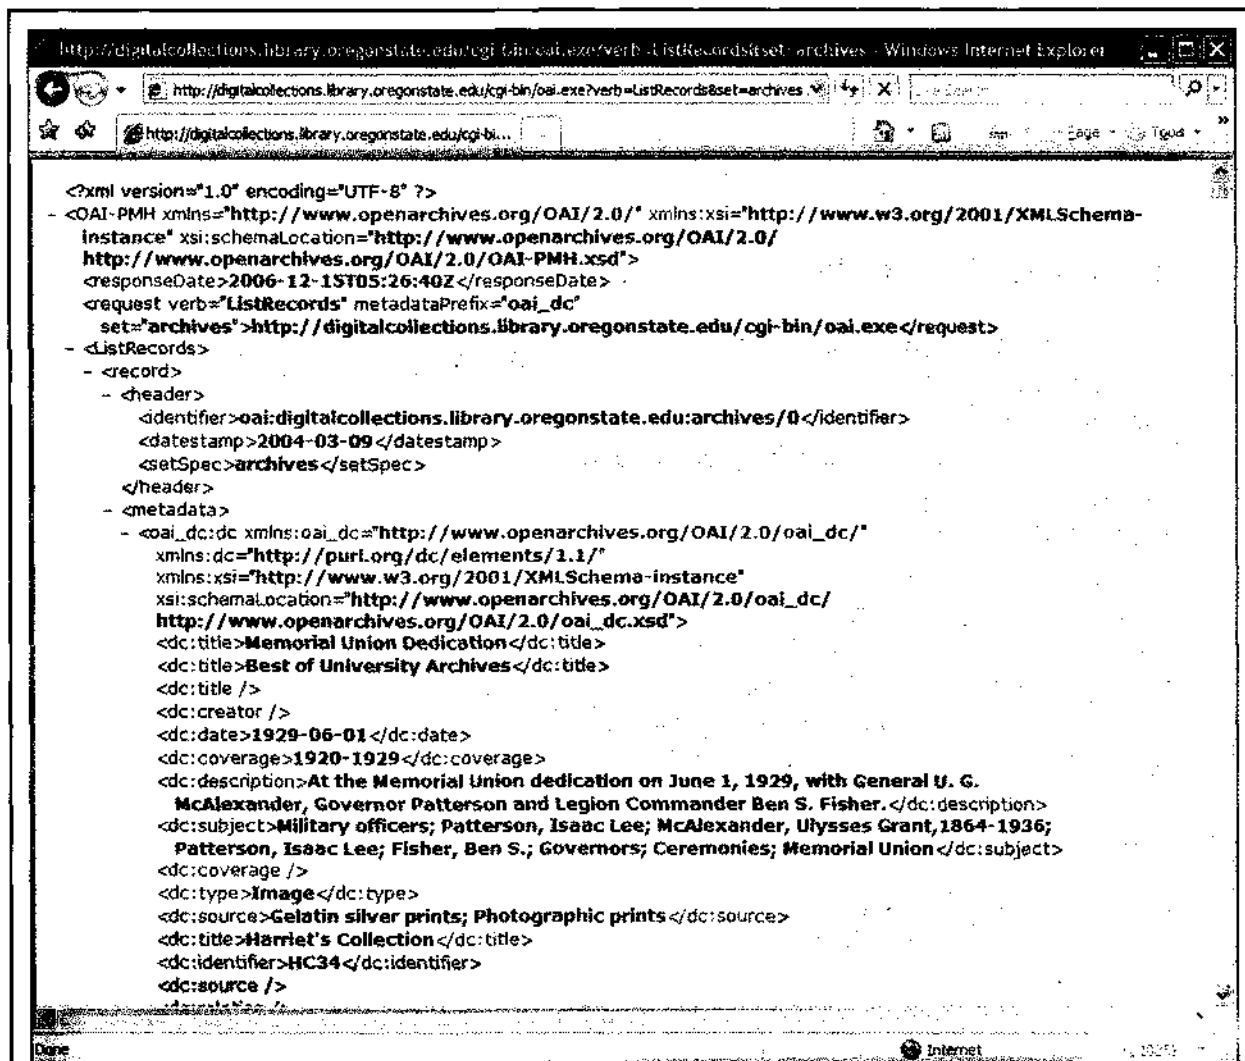 http://digitalcollections.library.oregonstate.edu/cgi-bin/oai.exe?verb=ListRecords&set=archives - Windows Internet Explorer
http://digitalcollections.library.oregonstate.edu/cgi-bin/oai.exe?verb=ListRecords&set=archives
http://digitalcollections.library.oregonstate.edu/cgi-bi...
Page
Tools
<?xml version="1.0" encoding="UTF-8" ?>
- <OAI-PMH xmlns="http://www.openarchives.org/OAI/2.0/" xmlns:xsi="http://www.w3.org/2001/XMLSchema-
instance" xsi:schemaLocation="http://www.openarchives.org/OAI/2.0/
http://www.openarchives.org/OAI/2.0/OAI-PMH.xsd">
<responseDate>2006-12-15T05:26:40Z</responseDate>
<request verb="ListRecords" metadataPrefix="oai_dc"
set="archives">http://digitalcollections.library.oregonstate.edu/cgi-bin/oai.exe</request>
- <ListRecords>
- <record>
- <header>
<identifier>oai:digitalcollections.library.oregonstate.edu:archives/0</identifier>
<datestamp>2004-03-09</datestamp>
<setSpec>archives</setSpec>
</header>
- <metadata>
- <oai_dc:dc xmlns:oai_dc="http://www.openarchives.org/OAI/2.0/oai_dc/"
xmlns:dc="http://purl.org/dc/elements/1.1/"
xmlns:xsi="http://www.w3.org/2001/XMLSchema-instance"
xsi:schemaLocation="http://www.openarchives.org/OAI/2.0/oai_dc/
http://www.openarchives.org/OAI/2.0/oai_dc.xsd">
<dc:title>Memorial Union Dedication</dc:title>
<dc:title>Best of University Archives</dc:title>
<dc:title />
<dc:creator />
<dc:date>1929-06-01</dc:date>
<dc:coverage>1920-1929</dc:coverage>
<dc:description>At the Memorial Union dedication on June 1, 1929, with General U. G.
McAlexander, Governor Patterson and Legion Commander Ben S. Fisher.</dc:description>
<dc:subject>Military officers; Patterson, Isaac Lee; McAlexander, Ulysses Grant,1864-1936;
Patterson, Isaac Lee; Fisher, Ben S.; Governors; Ceremonies; Memorial Union</dc:subject>
<dc:coverage />
<dc:type>Image</dc:type>
<dc:source>Gelatin silver prints; Photographic prints</dc:source>
<dc:title>Harriet's Collection</dc:title>
<dc:identifier>HC34</dc:identifier>
<dc:source />
Done
Internet